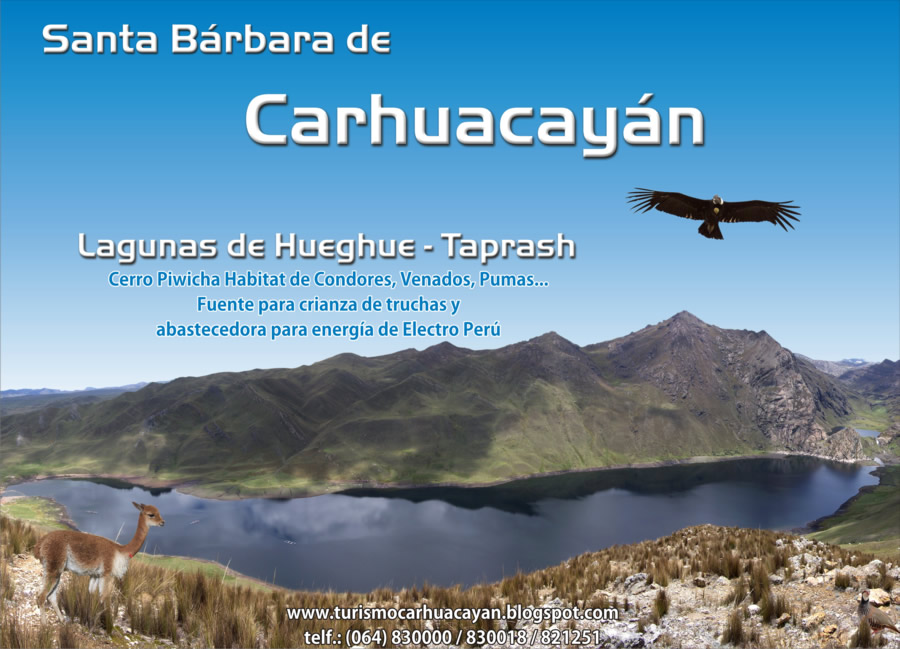 Santa Bárbara de
Carhuacayán
Lagunas de Hueghue - Taprash
Cerro Piwicha Habitat de Condores, Venados, Pumas...
Fuente para crianza de truchas y
abastecedora para energía de Electro Perú
www.turismocarhuacayan.blogspot.com
telf.: (064) 830000 / 830018 / 821251